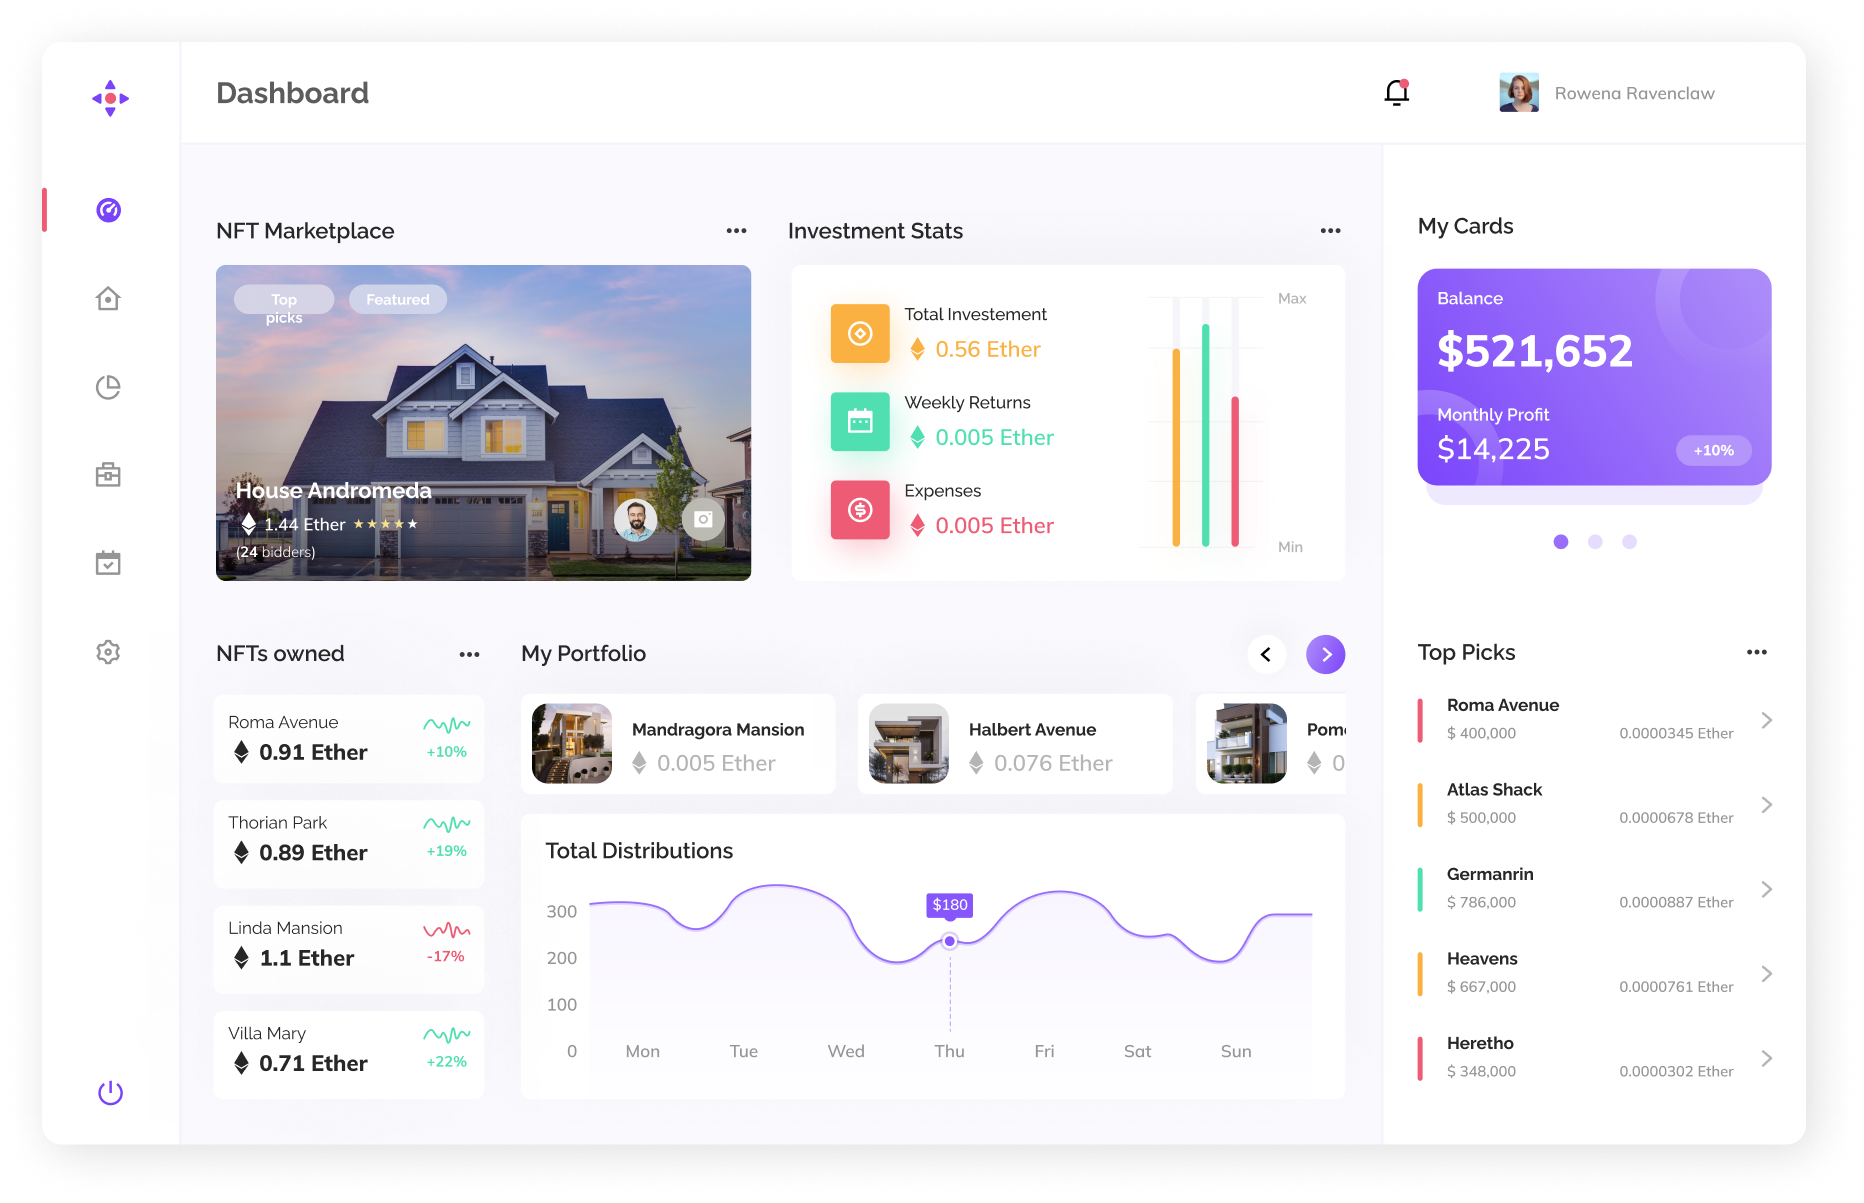 Dashboard
Rowena Ravenclaw
NFT Marketplace
Top
picks
Featured
House Andromeda
1.44 Ether
(24 bidders)
Investment Stats
Total Investement
0.56 Ether
Weekly Returns
0.005 Ether
Expenses
0.005 Ether
Max
Min
My Cards
Balance
$521,652
Monthly Profit
$14,225
+10%
NFTs owned
Roma Avenue
0.91 Ether
+10%
Thorian Park
0.89 Ether
+19%
Linda Mansion
1.1 Ether
-17%
Villa Mary
0.71 Ether
+22%
My Portfolio
Mandragora Mansion
0.005 Ether
Halbert Avenue
0.076 Ether
Total Distributions
300
200
100
0
$180
Mon Tue Wed Thu Fri Sat Sun
Top Picks
Roma Avenue
$ 400,000 0.0000345 Ether
Atlas Shack
$ 500,000 0.0000678 Ether
Germanrin
$ 786,000 0.0000887 Ether
Heavens
$ 667,000 0.0000761 Ether
Heretho
$ 348,000 0.0000302 Ether